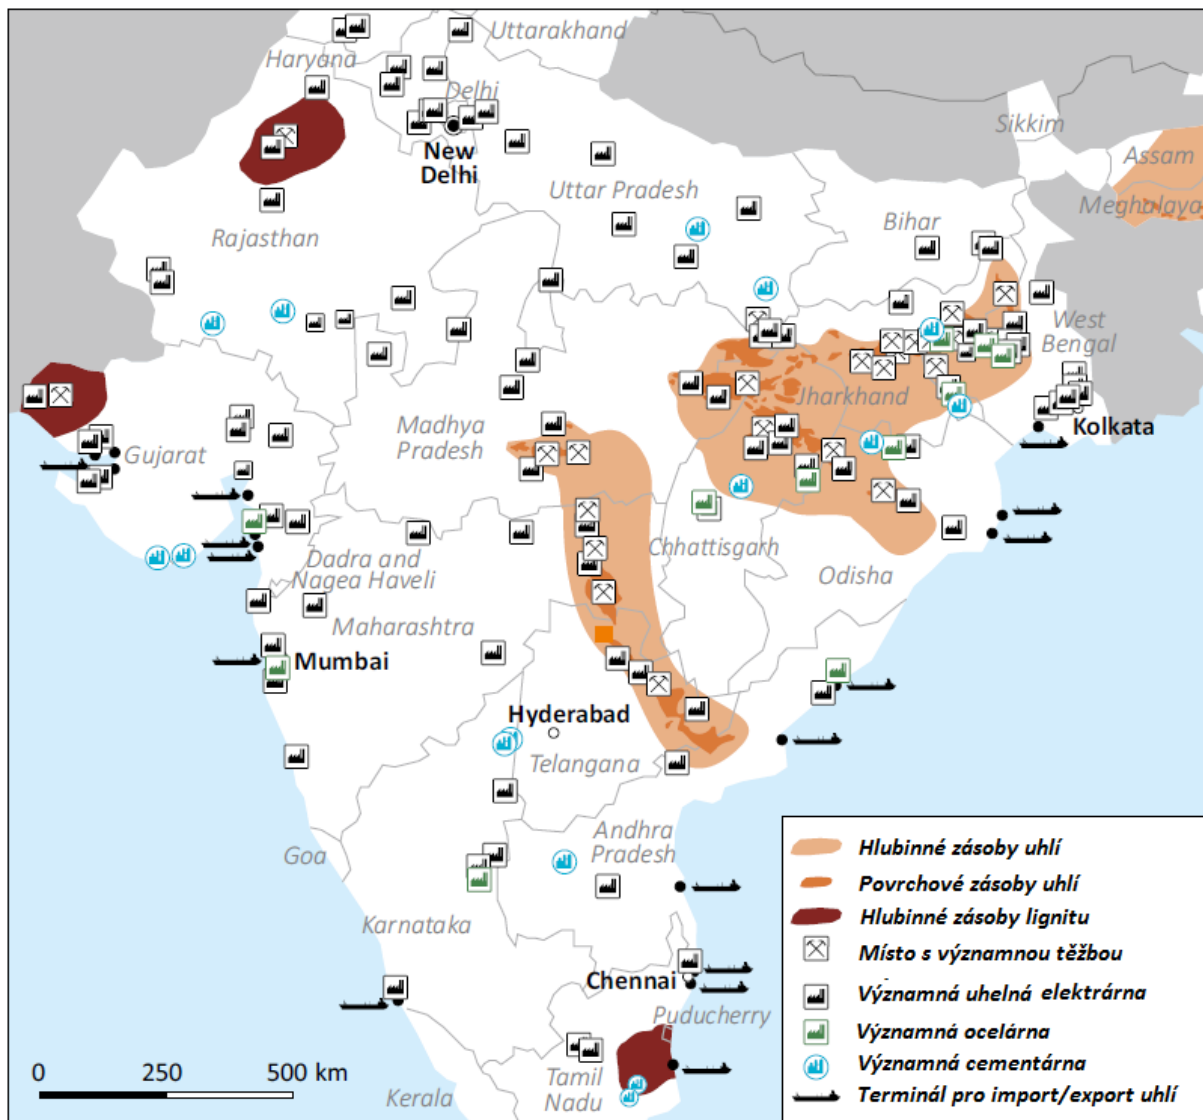 Uttarakhand
Haryana
Delhi
New
Delhi
Sikkim
Assam
Meghalaya
Uttar Pradesh
Bihar
Rajasthan
West
Bengal
Jharkhand
Kolkata
Madhya
Pradesh
Gujarat
Chhattisgarh
Dadra and
Nagea Haveli
Odisha
Maharashtra
Mumbai
Hyderabad
Telangana
Andhra
Pradesh
Goa
Karnataka
Chennai
Puducherry
Tamil
Nadu
Kerala
0 250 500 km
Hlubinné zásoby uhlí
Povrchové zásoby uhlí
Hlubinné zásoby lignitu
Místo s významnou těžbou
Významná uhelná elektrárna
Významná ocelárna
Významná cementárna
Terminál pro import/export uhlí